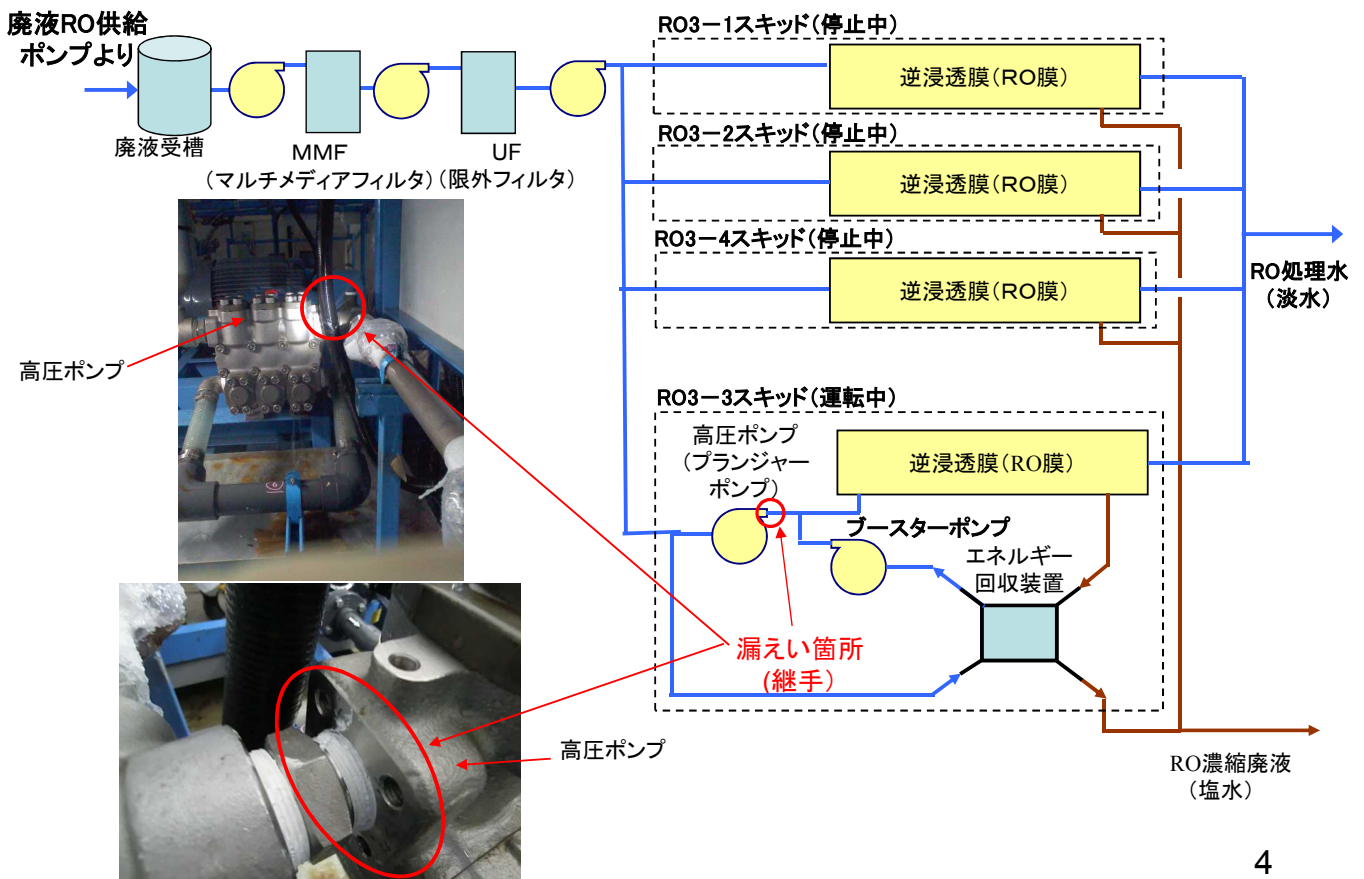 廃液RO供給
ポンプより
廃液受槽
MMF
(マルチメディアフィルタ)
UF
(限外フィルタ)
RO3-1スキッド(停止中)
逆浸透膜(RO膜)
RO3-2スキッド(停止中)
逆浸透膜(RO膜)
RO3-4スキッド(停止中)
逆浸透膜(RO膜)
RO処理水
(淡水)
高圧ポンプ
RO3-3スキッド(運転中)
高圧ポンプ
(プランジャー
ポンプ)
逆浸透膜(RO膜)
ブースターポンプ
エネルギー
回収装置
漏えい箇所
(継手)
高圧ポンプ
RO濃縮廃液
(塩水)
4